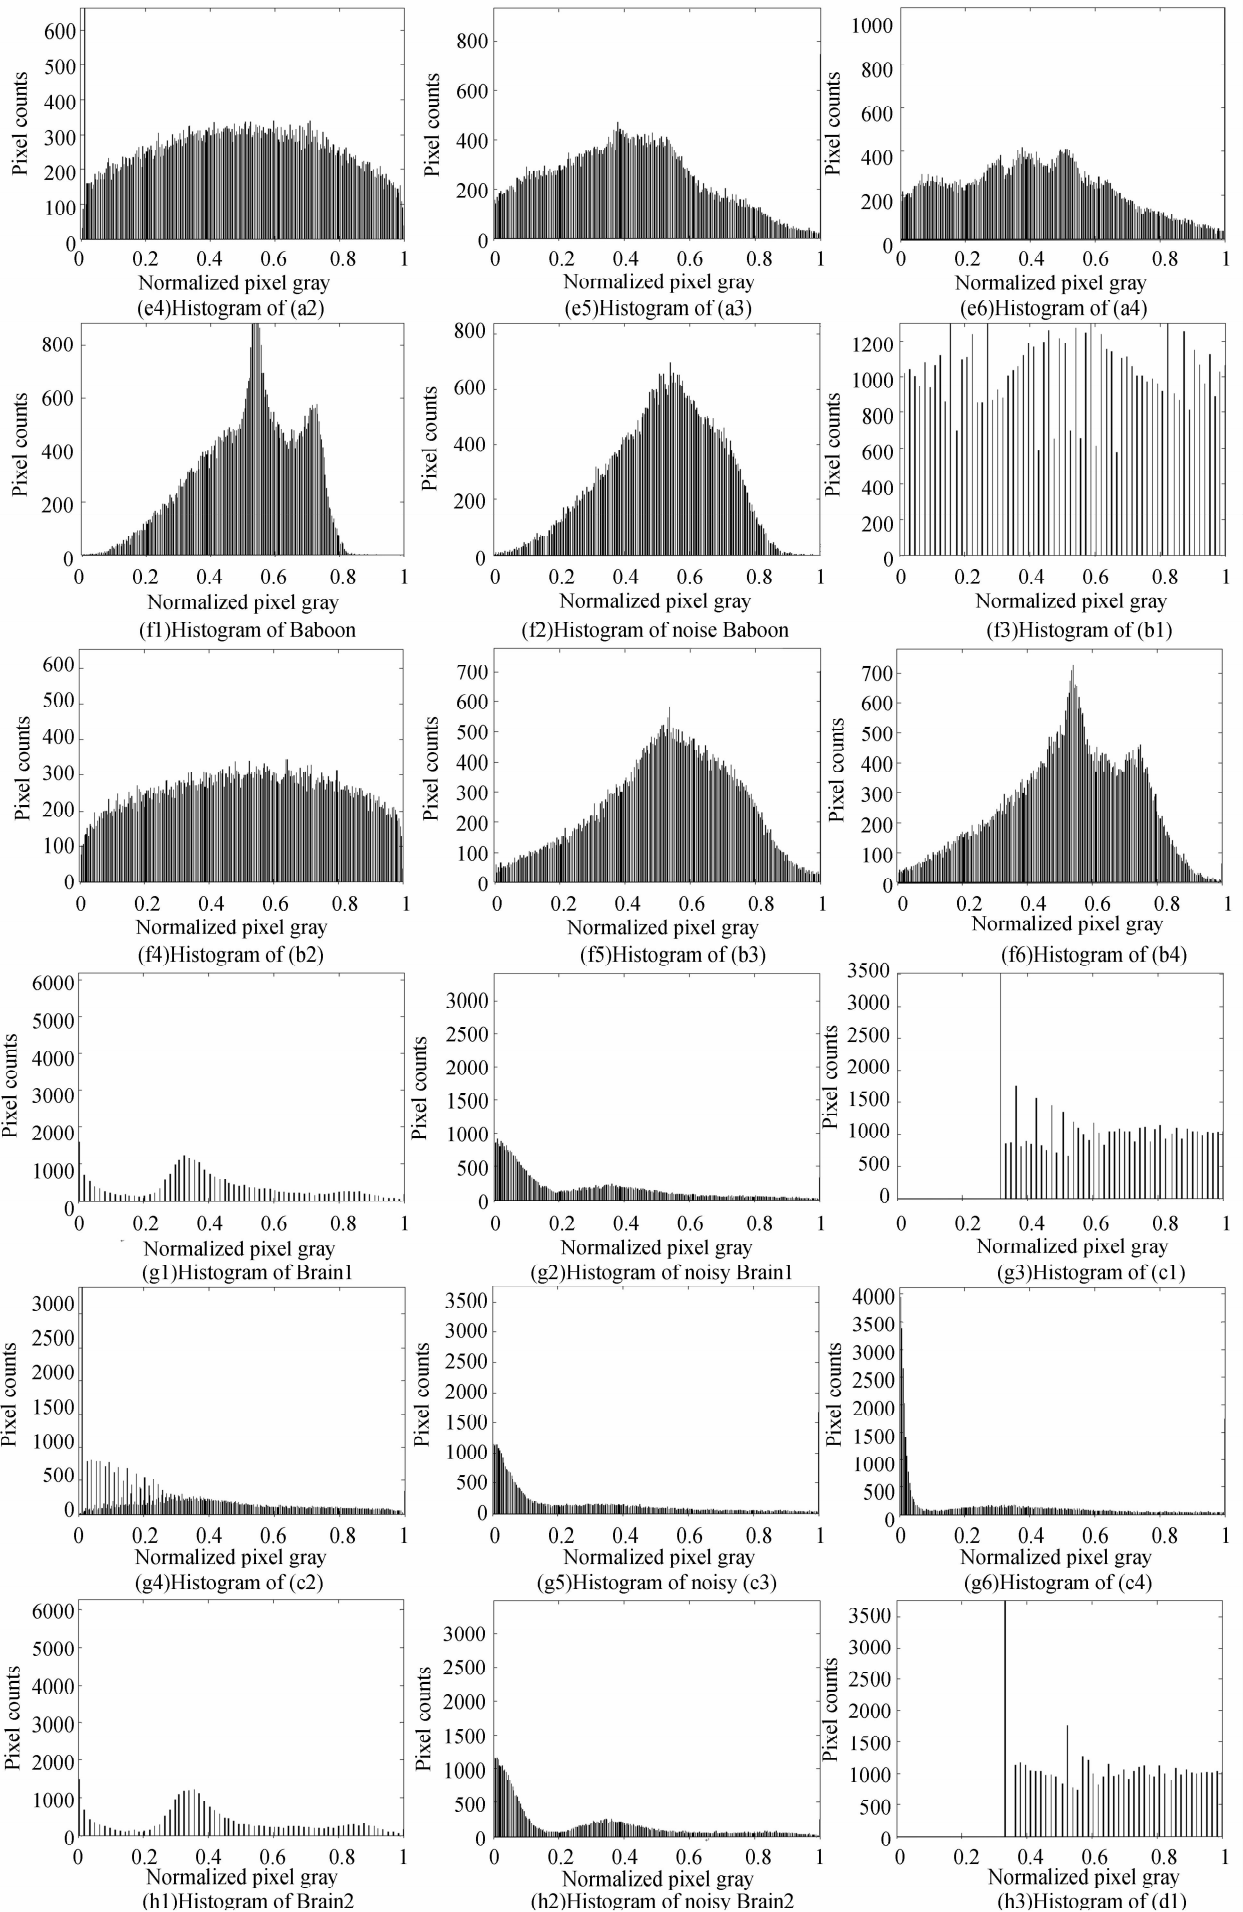 600
500
400
300
200
100
0
Pixel counts
0 0.2 0.4 0.6 0.8 1
Normalized pixel gray
(e4)Histogram of (a2)
800
600
400
200
0
Pixel counts
0 0.2 0.4 0.6 0.8 1
Normalized pixel gray
(e5)Histogram of (a3)
1000
800
600
400
200
0
Pixel counts
0 0.2 0.4 0.6 0.8 1
Normalized pixel gray
(e6)Histogram of (a4)
800
600
400
200
0
Pixel counts
0 0.2 0.4 0.6 0.8 1
Normalized pixel gray
(f1)Histogram of Baboon
800
600
400
200
0
Pixel counts
0 0.2 0.4 0.6 0.8 1
Normalized pixel gray
(f2)Histogram of noise Baboon
1200
1000
800
600
400
200
0
Pixel counts
0 0.2 0.4 0.6 0.8 1
Normalized pixel gray
(f3)Histogram of (b1)
600
500
400
300
200
100
0
Pixel counts
0 0.2 0.4 0.6 0.8 1
Normalized pixel gray
(f4)Histogram of (b2)
700
600
500
400
300
200
100
0
Pixel counts
0 0.2 0.4 0.6 0.8 1
Normalized pixel gray
(f5)Histogram of (b3)
700
600
500
400
300
200
100
0
Pixel counts
0 0.2 0.4 0.6 0.8 1
Normalized pixel gray
(f6)Histogram of (b4)
6000
5000
4000
3000
2000
1000
0
Pixel counts
0 0.2 0.4 0.6 0.8 1
Normalized pixel gray
(g1)Histogram of Brain1
3000
2500
2000
1500
1000
500
0
Pixel counts
0 0.2 0.4 0.6 0.8 1
Normalized pixel gray
(g2)Histogram of noisy Brain1
3500
3000
2500
2000
1500
1000
500
0
Pixel counts
0 0.2 0.4 0.6 0.8 1
Normalized pixel gray
(g3)Histogram of (c1)
3000
2500
2000
1500
1000
500
0
Pixel counts
0 0.2 0.4 0.6 0.8 1
Normalized pixel gray
(g4)Histogram of (c2)
3500
3000
2500
2000
1500
1000
500
0
Pixel counts
0 0.2 0.4 0.6 0.8 1
Normalized pixel gray
(g5)Histogram of noisy (c3)
4000
3500
3000
2500
2000
1500
1000
500
0
Pixel counts
0 0.2 0.4 0.6 0.8 1
Normalized pixel gray
(g6)Histogram of (c4)
6000
5000
4000
3000
2000
1000
0
Pixel counts
0 0.2 0.4 0.6 0.8 1
Normalized pixel gray
(h1)Histogram of Brain2
3000
2500
2000
1500
1000
500
0
Pixel counts
0 0.2 0.4 0.6 0.8 1
Normalized pixel gray
(h2)Histogram of noisy Brain2
3500
3000
2500
2000
1500
1000
500
0
Pixel counts
0 0.2 0.4 0.6 0.8 1
Normalized pixel gray
(h3)Histogram of (d1)